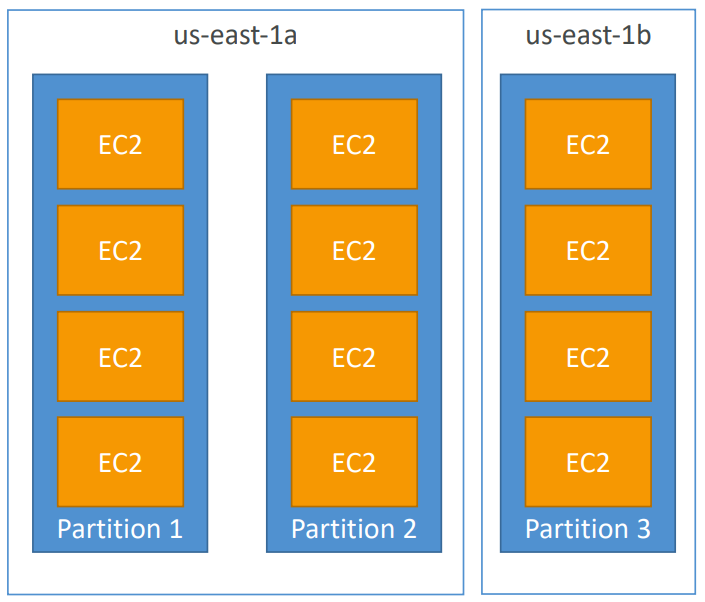 us-east-1a
EC2
EC2
EC2
EC2
Partition 1
EC2
EC2
EC2
EC2
Partition 2
us-east-1b
EC2
EC2
EC2
EC2
Partition 3